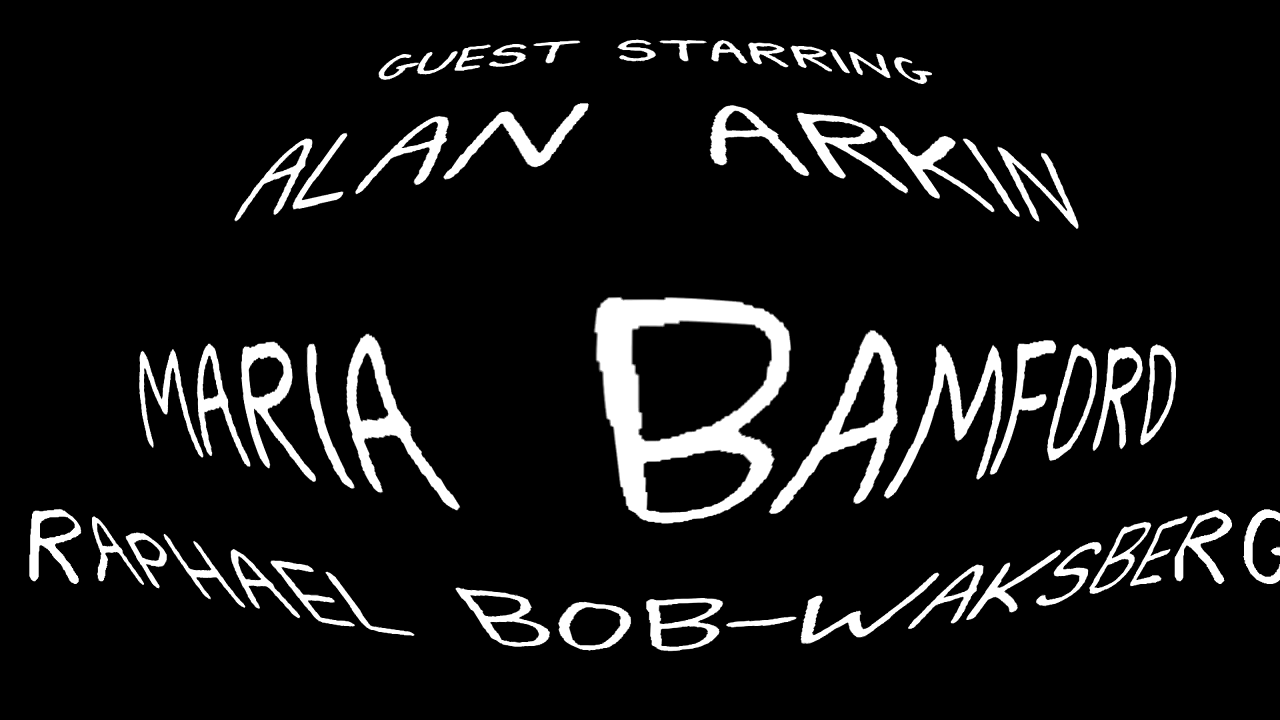 GUEST STARRING
ALAN ARKIN
MARIA BAMFORD
RAPHAEL BOB-WAKSBERG